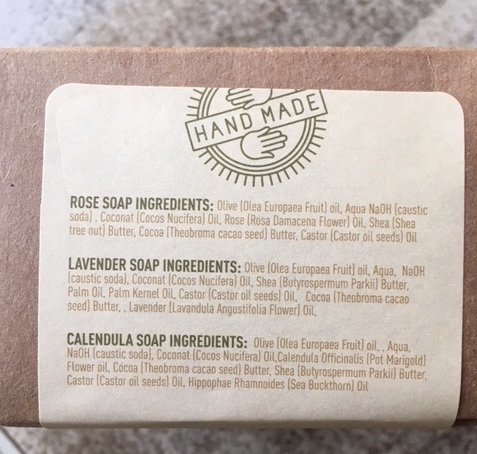 HAND MADE
ROSE SOAP INGREDIENTS: Olive (Olea Europaea Fruit) oil, Aqua NaOH (caustic
soda) , Coconat (Cocos Nucifera) Oil, Rose (Rosa Damacena Flower) Oil, Shea (Shea
tree nut) Butter, Cocoa (Theobroma cacao seed) Butter, Castor (Castor oil seeds) Oil
LAVENDER SOAP INGREDIENTS: Olive (Olea Europaea Fruit) oil, Aqua, NaOH
(caustic soda), Coconat (Cocos Nucifera) Oil, Shea (Butyrospermum Parkii) Butter,
Palm Oil, Palm Kernel Oil, Castor (Castor oil seeds) Oil, Cocoa (Theobroma cacao
seed) Butter, , Lavender (Lavandula Angustifolia Flower) Oil,
CALENDULA SOAP INGREDIENTS: Olive (Olea Europaea Fruit) oil, , Aqua,
NaOH (caustic soda), Coconat (Cocos Nucifera) Oil,Calendula Officinalis (Pot Marigold)
Flower oil, Cocoa (Theobroma cacao seed) Butter, Shea (Butyrospermum Parkii) Butter,
Castor (Castor oil seeds) Oil, Hippophae Rhamnoides (Sea Buckthorn) Oil